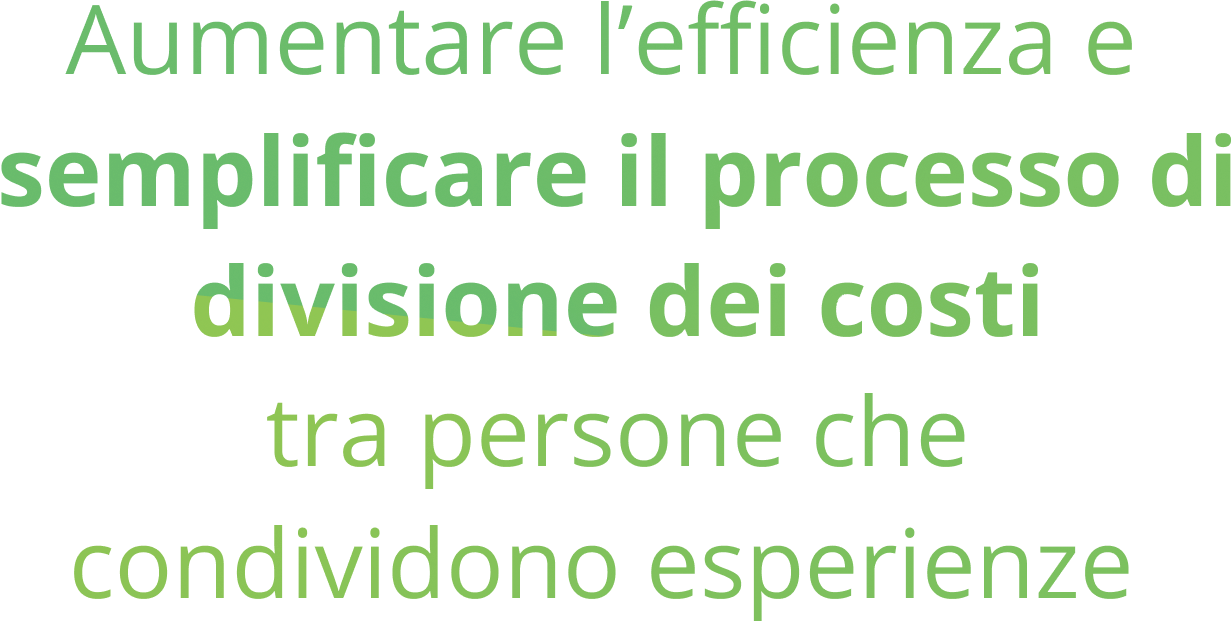 Aumentare l’efficienza e
semplificare il processo di
divisione dei costi
tra persone che
condividono esperienze